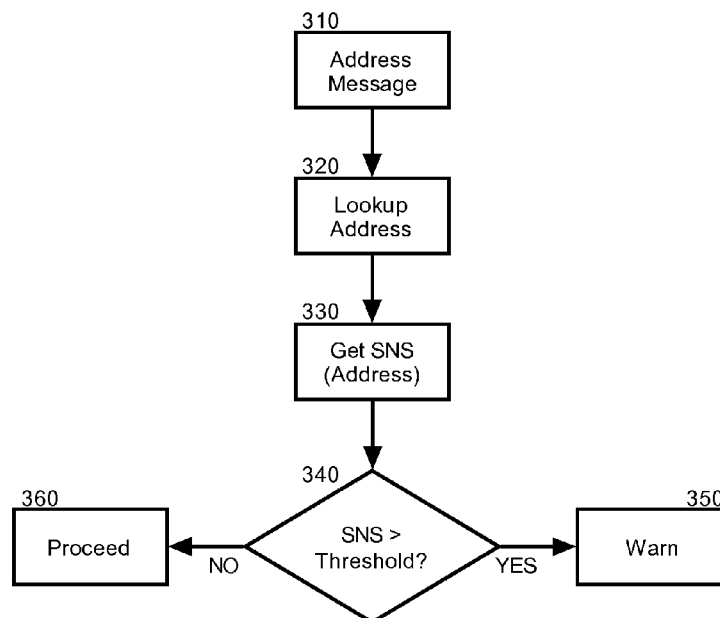 310
Address
Message
320
Lookup
Address
330
Get SNS
(Address)
340
360
350
SNS >
Threshold?
Proceed
Warn
NO
YES